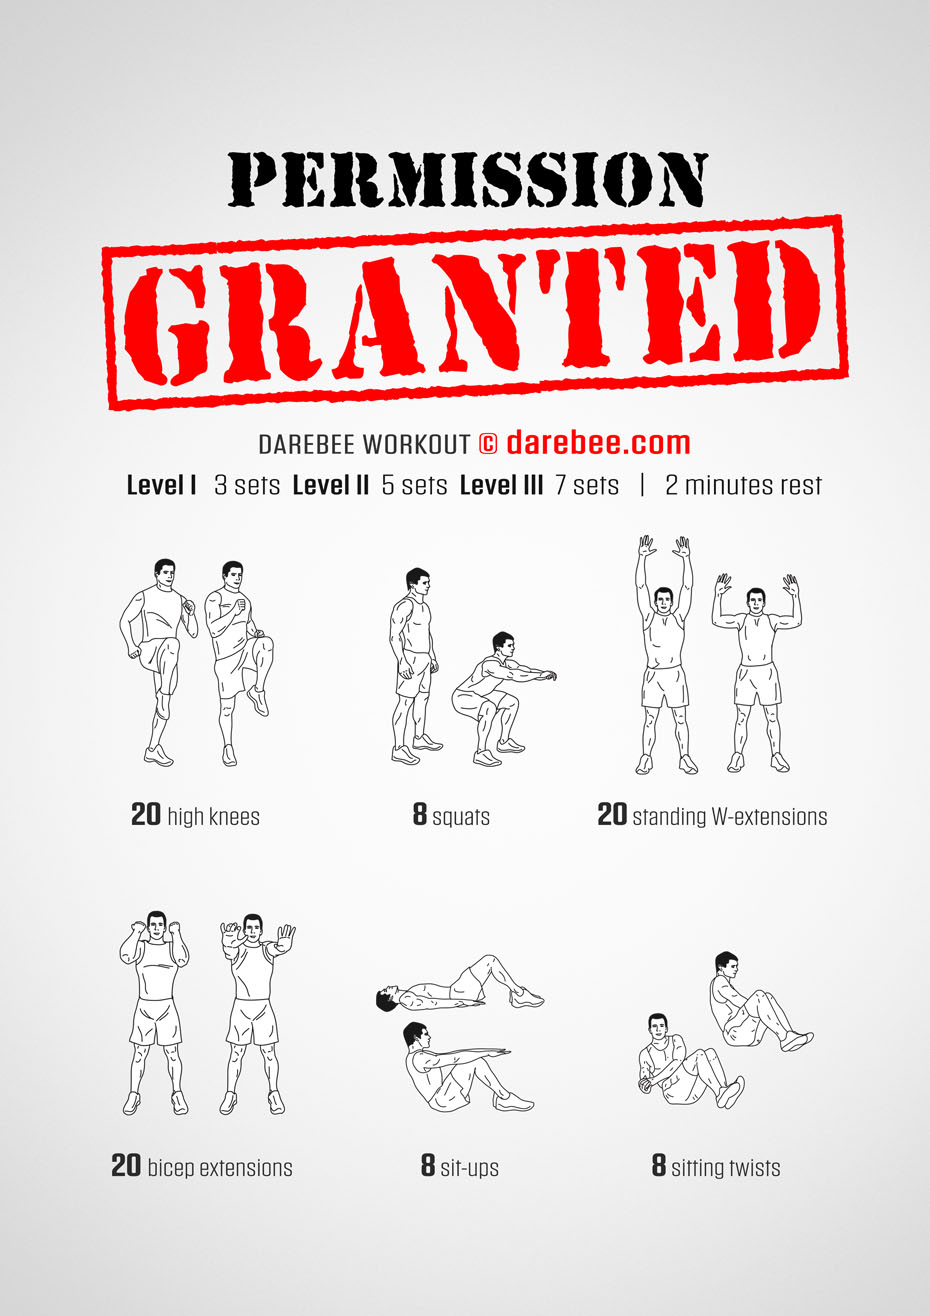 PERMISSION
GRANTED
DAREBEE WORKOUT © darebee.com
Level I 3 sets Level II 5 sets Level III 7 sets | 2 minutes rest
20 high knees
8 squats
20 standing W-extensions
20 bicep extensions
8 sit-ups
8 sitting twists